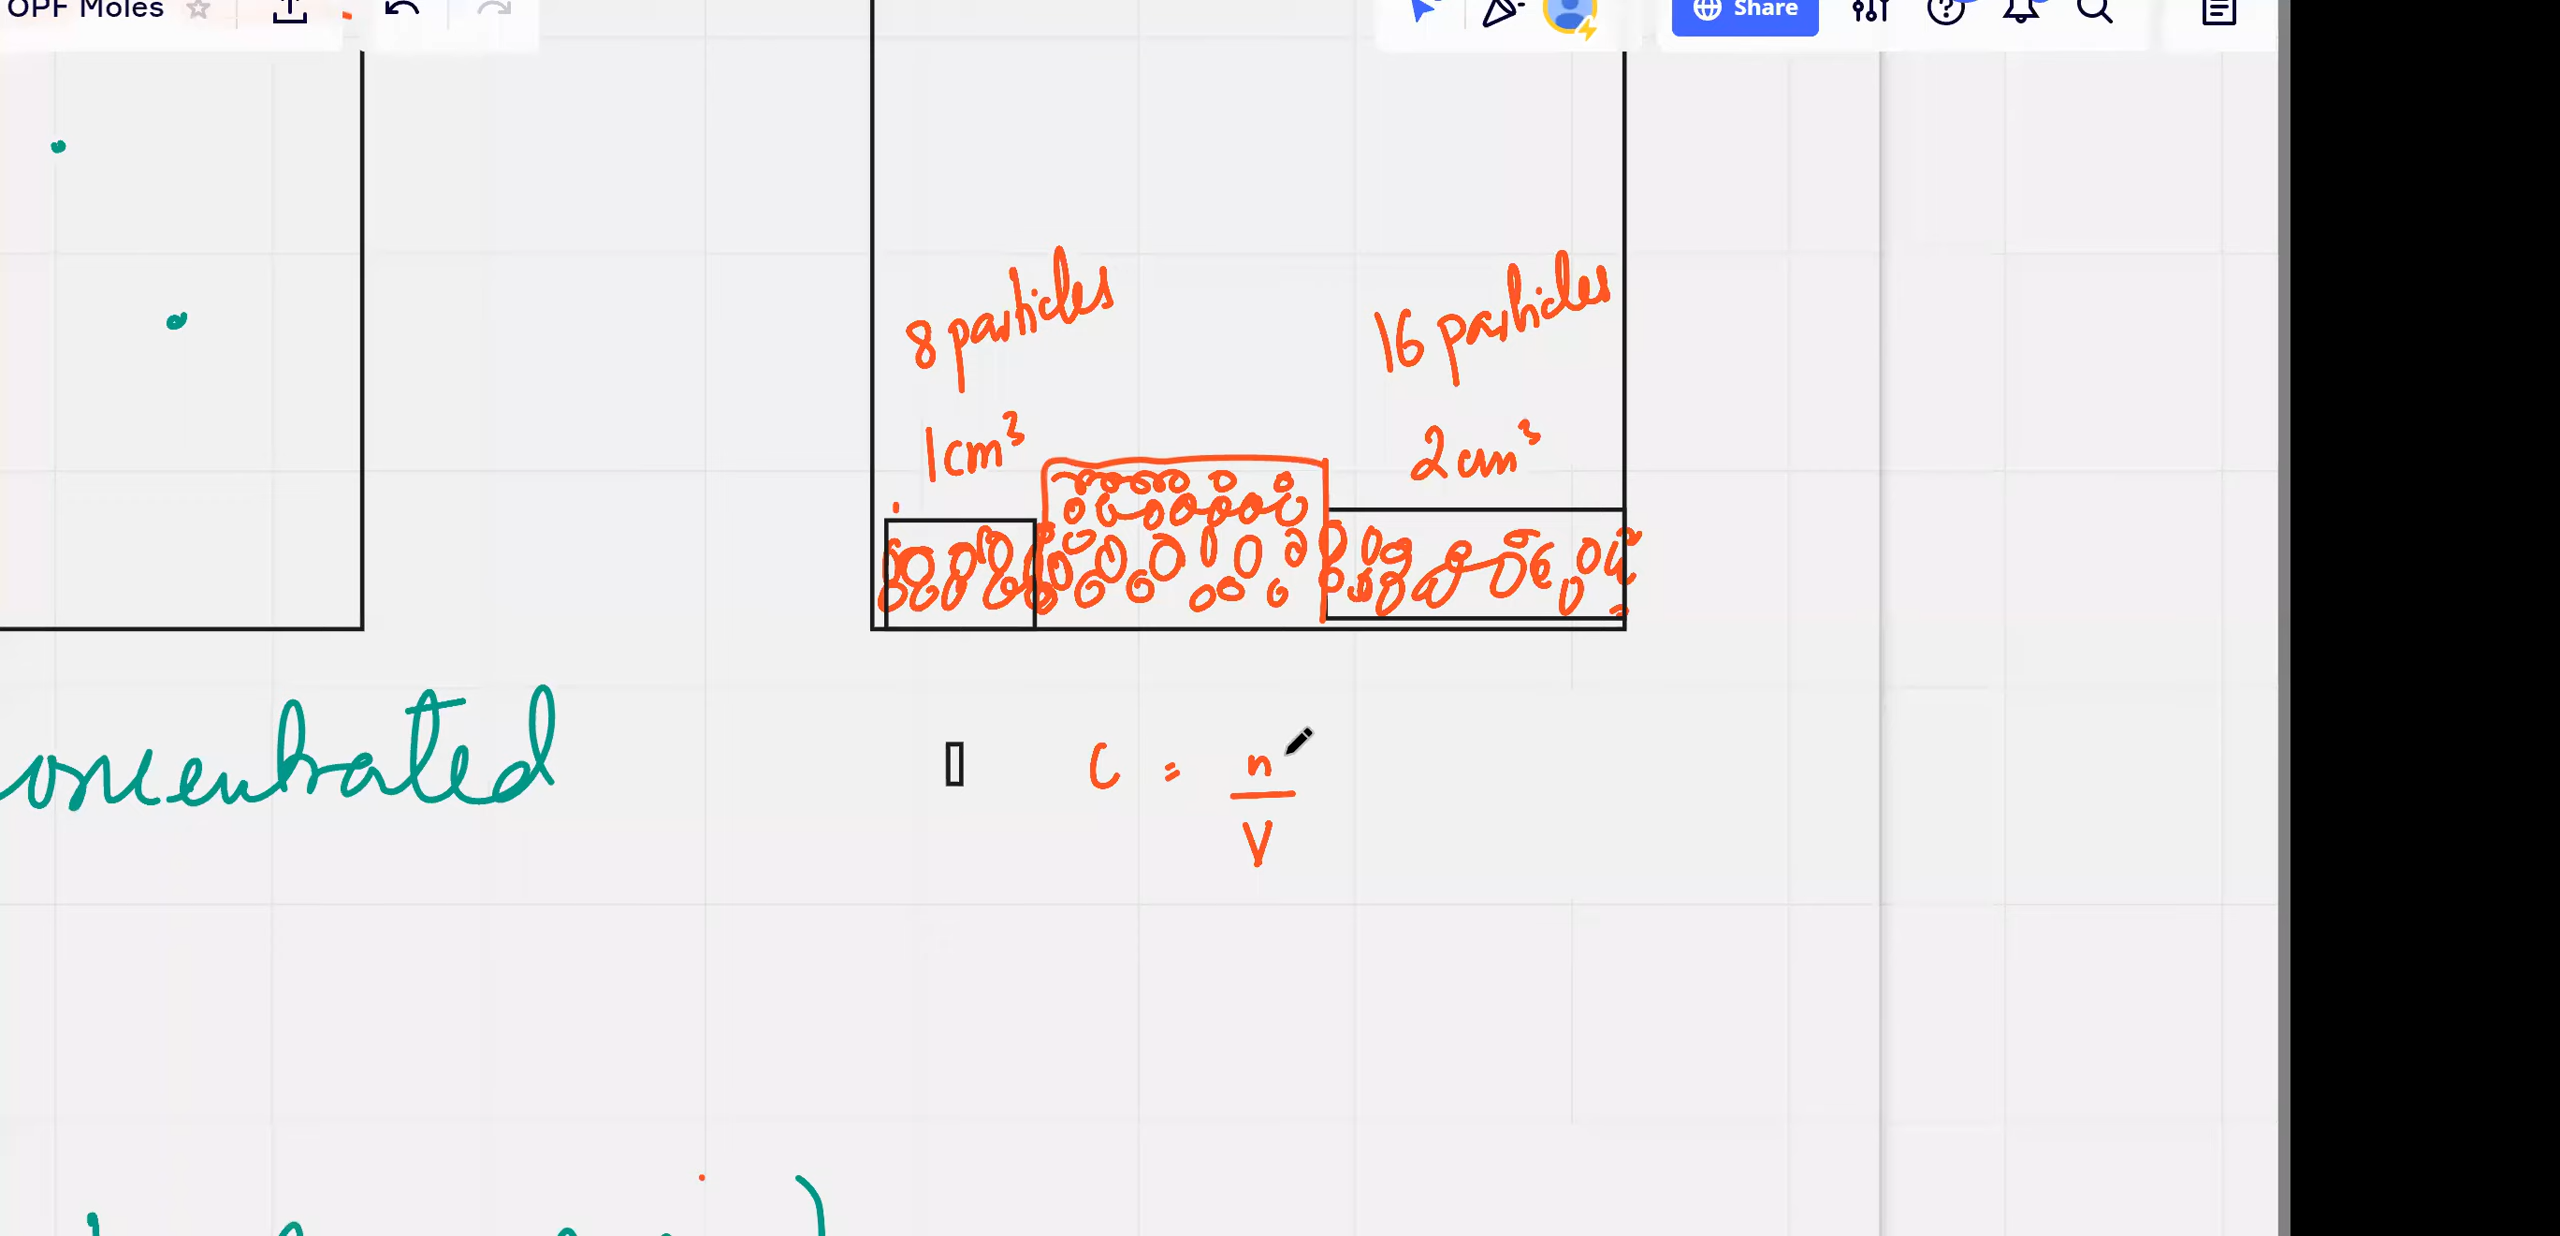 OPF Moles
Share
8 particles
16 particles
1cm³
2cm³
oncentrated
C = n
V